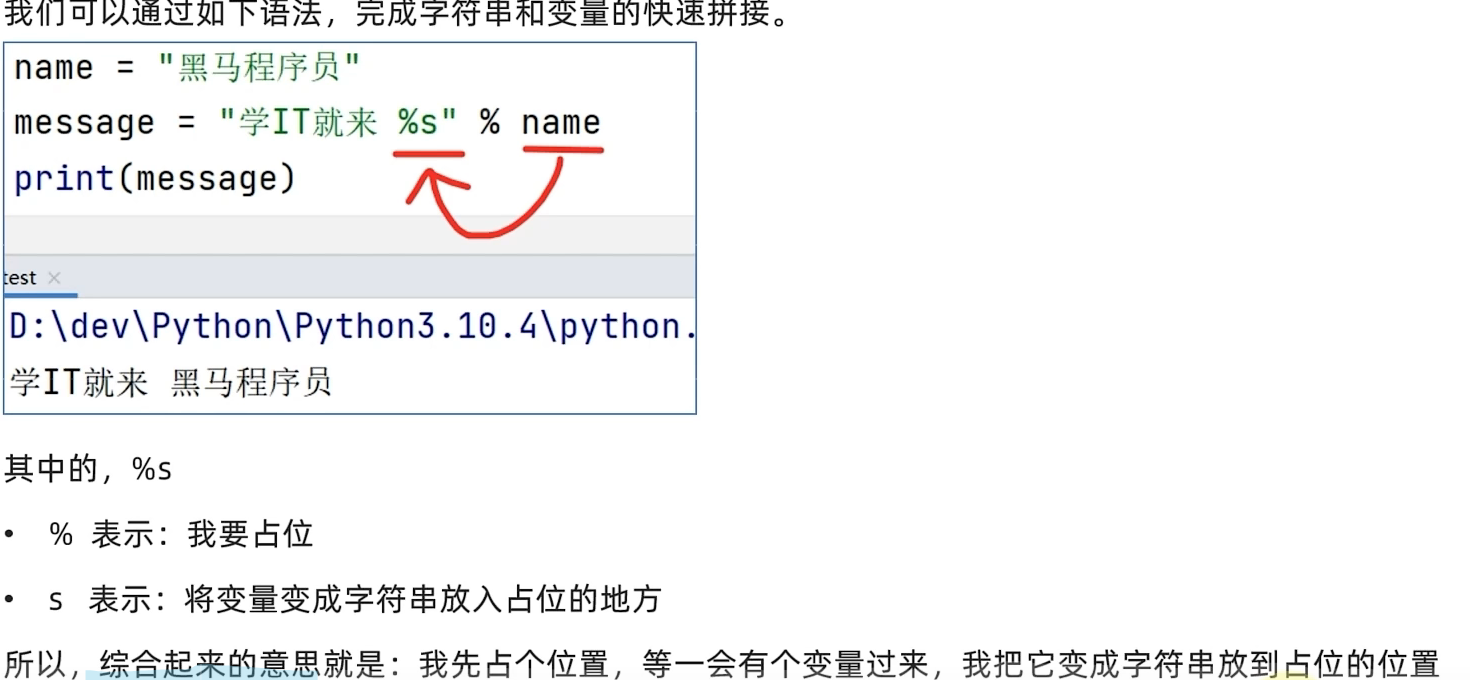 我们可以通过如下语法，完成字符串和变量的快速拼接。
name = "黑马程序员"
message = "学IT就来 %s" % name
print(message)
test ×
D:\dev\Python\Python3.10.4\python.
学IT就来 黑马程序员
其中的，%s
• % 表示：我要占位
• s 表示：将变量变成字符串放入占位的地方
所以，综合起来的意思就是：我先占个位置，等一会有个变量过来，我把它变成字符串放到占位的位置